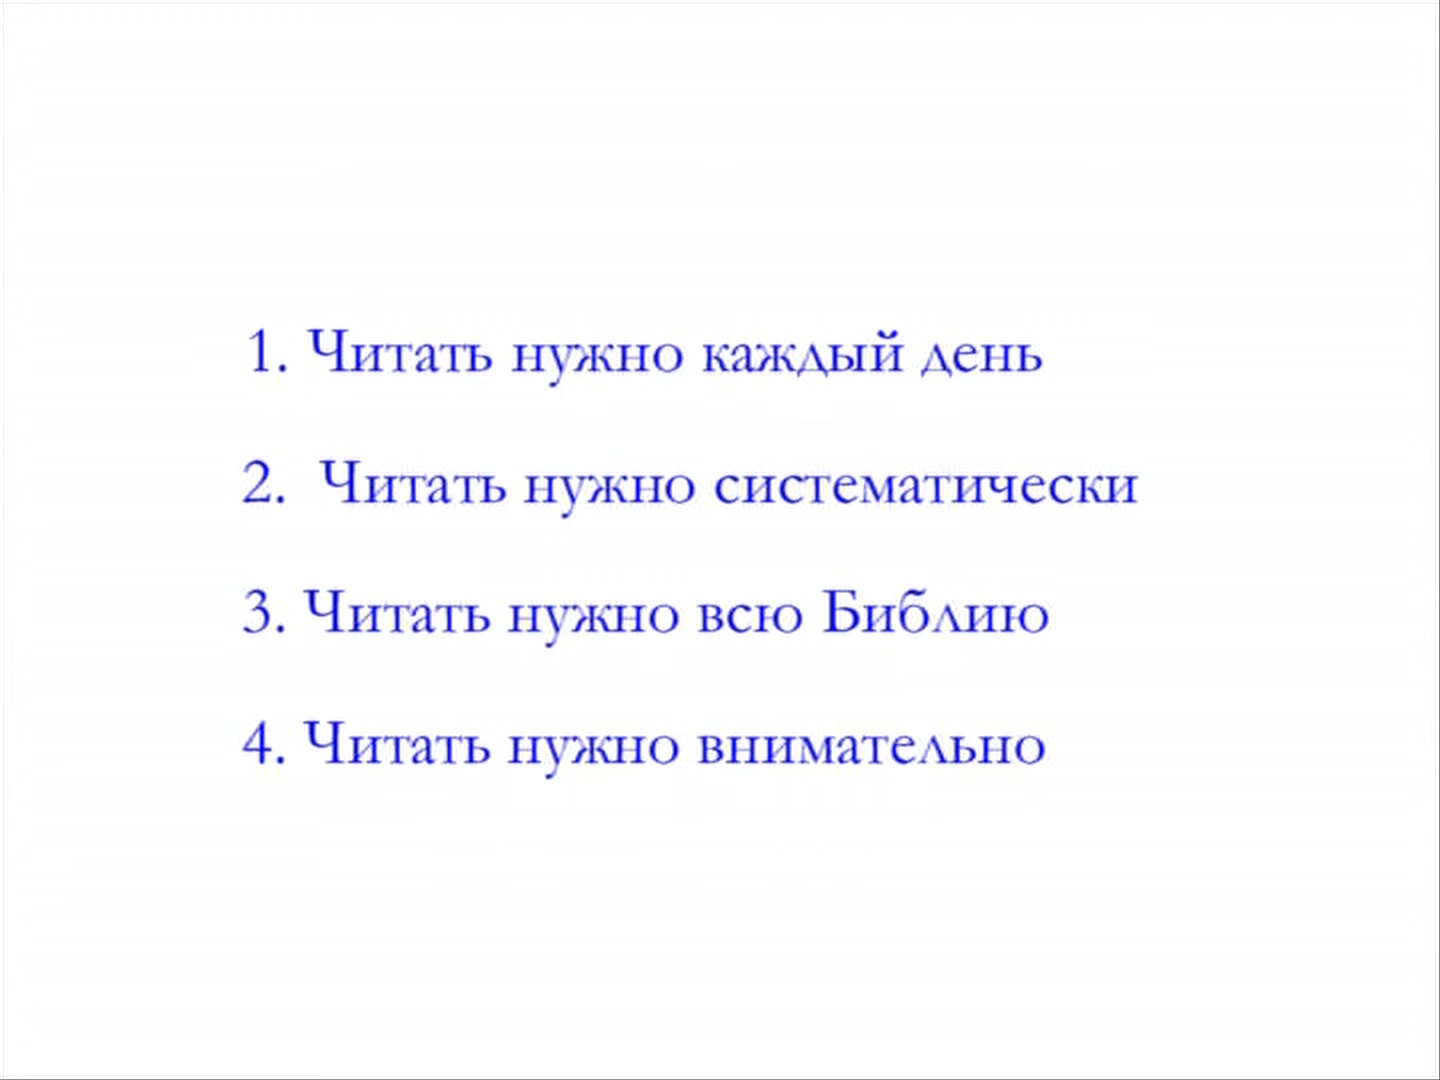 1. Читать нужно каждый день
2. Читать нужно систематически
3. Читать нужно всю Библию
4. Читать нужно внимательно